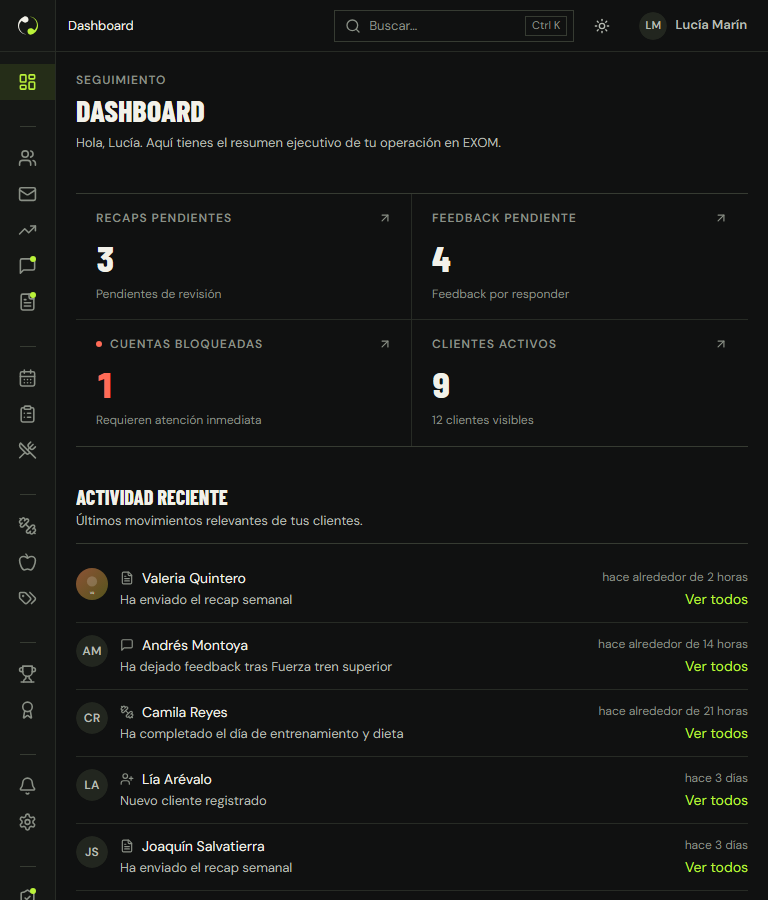 Dashboard
Buscar...
Ctrl K
LM
Lucía Marín
SEGUIMIENTO
DASHBOARD
Hola, Lucía. Aquí tienes el resumen ejecutivo de tu operación en EXOM.
RECAPS PENDIENTES
3
Pendientes de revisión
FEEDBACK PENDIENTE
4
Feedback por responder
CUENTAS BLOQUEADAS
1
Requieren atención inmediata
CLIENTES ACTIVOS
9
12 clientes visibles
ACTIVIDAD RECIENTE
Últimos movimientos relevantes de tus clientes.
Valeria Quintero
hace alrededor de 2 horas
Ha enviado el recap semanal
Ver todos
AM
Andrés Montoya
hace alrededor de 14 horas
Ha dejado feedback tras Fuerza tren superior
Ver todos
CR
Camila Reyes
hace alrededor de 21 horas
Ha completado el día de entrenamiento y dieta
Ver todos
LA
Lía Arévalo
hace 3 días
Nuevo cliente registrado
Ver todos
JS
Joaquín Salvatierra
hace 3 días
Ha enviado el recap semanal
Ver todos